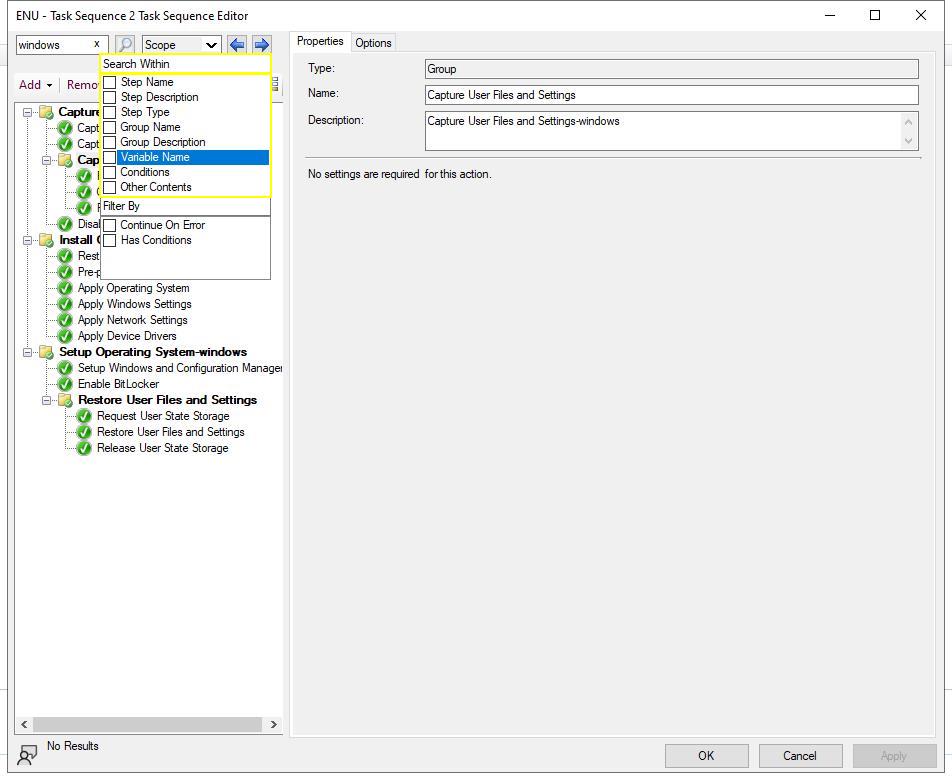 ENU - Task Sequence 2 Task Sequence Editor
windows x Scope
Search Within
Step Name
Step Description
Step Type
Group Name
Group Description
Variable Name
Conditions
Other Contents
Filter By
Continue On Error
Has Conditions
Add
Remo
Capture
Capt
Capt
Cap
Disa
Install
Rest
Pre-p
Apply Operating System
Apply Windows Settings
Apply Network Settings
Apply Device Drivers
Setup Operating System-windows
Setup Windows and Configuration Manager
Enable BitLocker
Restore User Files and Settings
Request User State Storage
Restore User Files and Settings
Release User State Storage
No Results
Properties Options
Type: Group
Name: Capture User Files and Settings
Description: Capture User Files and Settings-windows
No settings are required for this action.
OK Cancel Apply